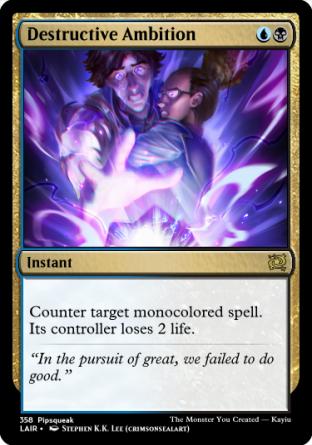 Destructive Ambition
Instant
Counter target monocolored spell.
Its controller loses 2 life.
“In the pursuit of great, we failed to do
good.”
358 Pipsqueak
The Monster You Created — Kayiu
LAIR • Stephen K.K. Lee (crimsonsealart)